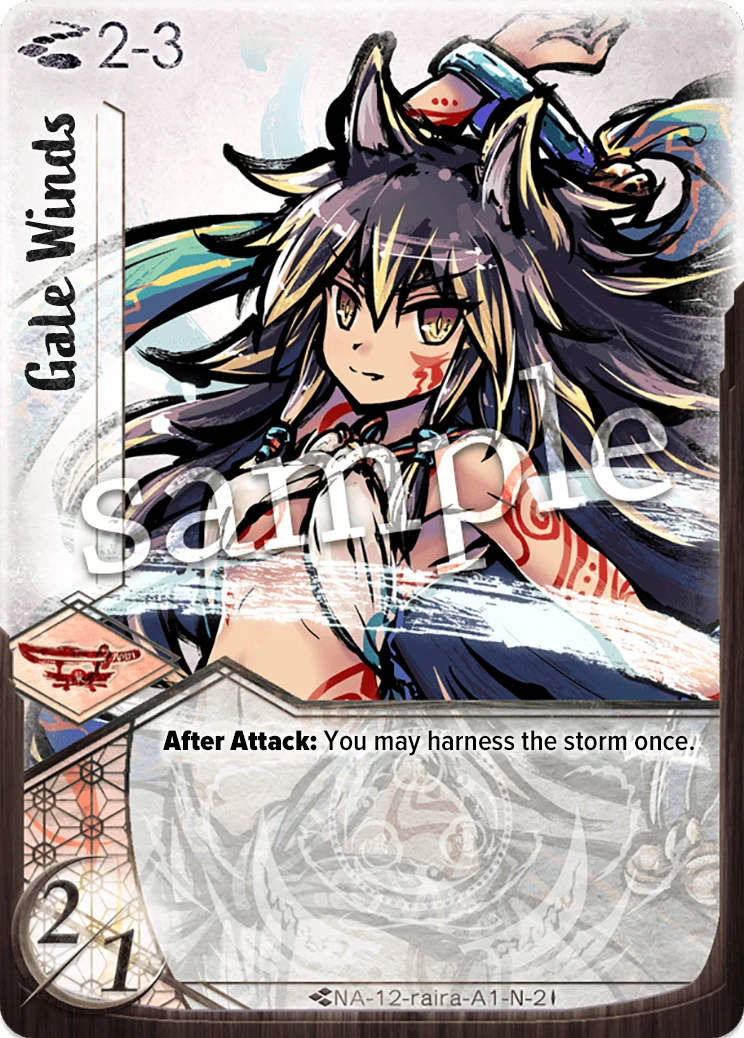 2-3
Gale Winds
sample
After Attack: You may harness the storm once.
2/1
NA-12-raira-A1-N-2